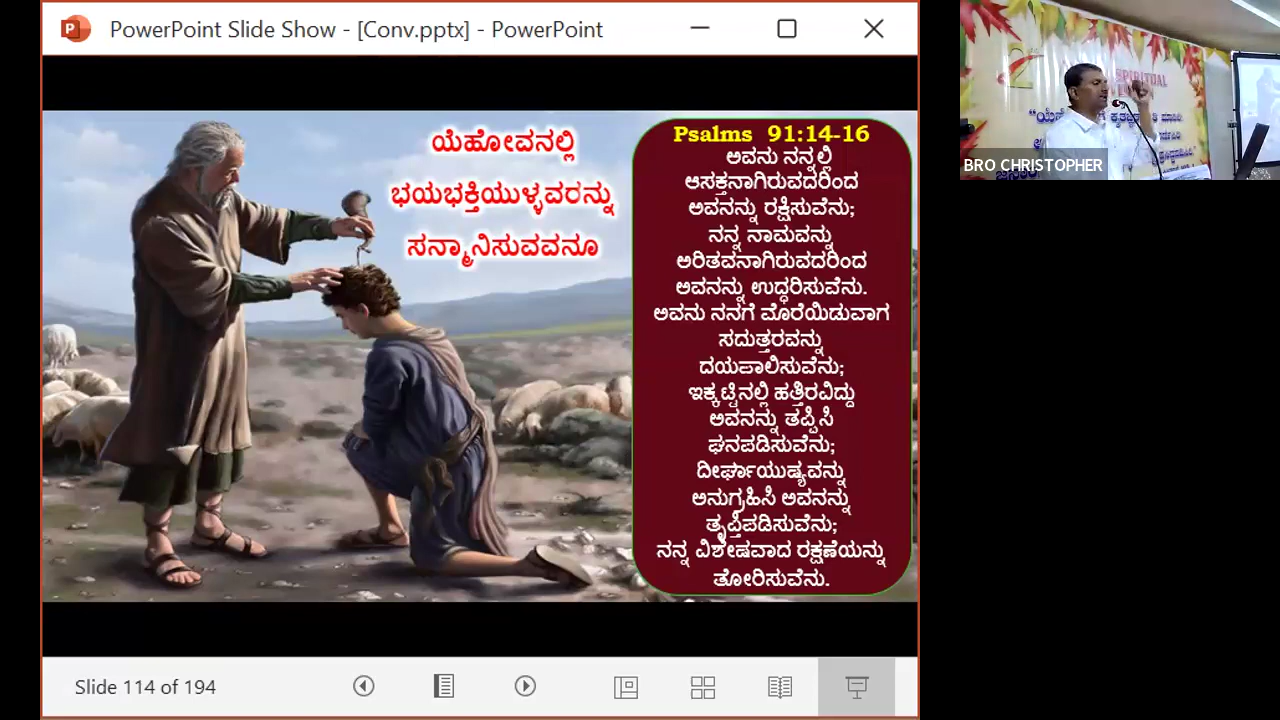 PowerPoint Slide Show - [Conv.pptx] - PowerPoint
ಯೆಹೋವನಲ್ಲಿ
ಭಯಭಕ್ತಿಯುಳ್ಳವರನ್ನು
ಸನ್ಮಾನಿಸುವವನೂ
Psalms 91:14-16
ಅವನು ನನ್ನಲ್ಲಿ
ಆಸಕ್ತನಾಗಿರುವದರಿಂದ
ಅವನನ್ನು ರಕ್ಷಿಸುವೆನು;
ನನ್ನ ನಾಮವನ್ನು
ಅರಿತವನಾಗಿರುವದರಿಂದ
ಅವನನ್ನು ಉದ್ಧರಿಸುವೆನು.
ಅವನು ನನಗೆ ಮೊರೆಯಿಡುವಾಗ
ಸದುತ್ತರವನ್ನು
ದಯಪಾಲಿಸುವೆನು;
ಇಕ್ಕಟ್ಟಿನಲ್ಲಿ ಹತ್ತಿರವಿದ್ದು
ಅವನನ್ನು ತಪ್ಪಿಸಿ
ಘನಪಡಿಸುವೆನು;
ದೀರ್ಘಾಯುಷ್ಯವನ್ನು
ಅನುಗ್ರಹಿಸಿ ಅವನನ್ನು
ತೃಪ್ತಿಪಡಿಸುವೆನು;
ನನ್ನ ವಿಶೇಷವಾದ ರಕ್ಷಣೆಯನ್ನು
ತೋರಿಸುವೆನು.
Slide 114 of 194
SPIRITUAL
BRO CHRISTOPHER